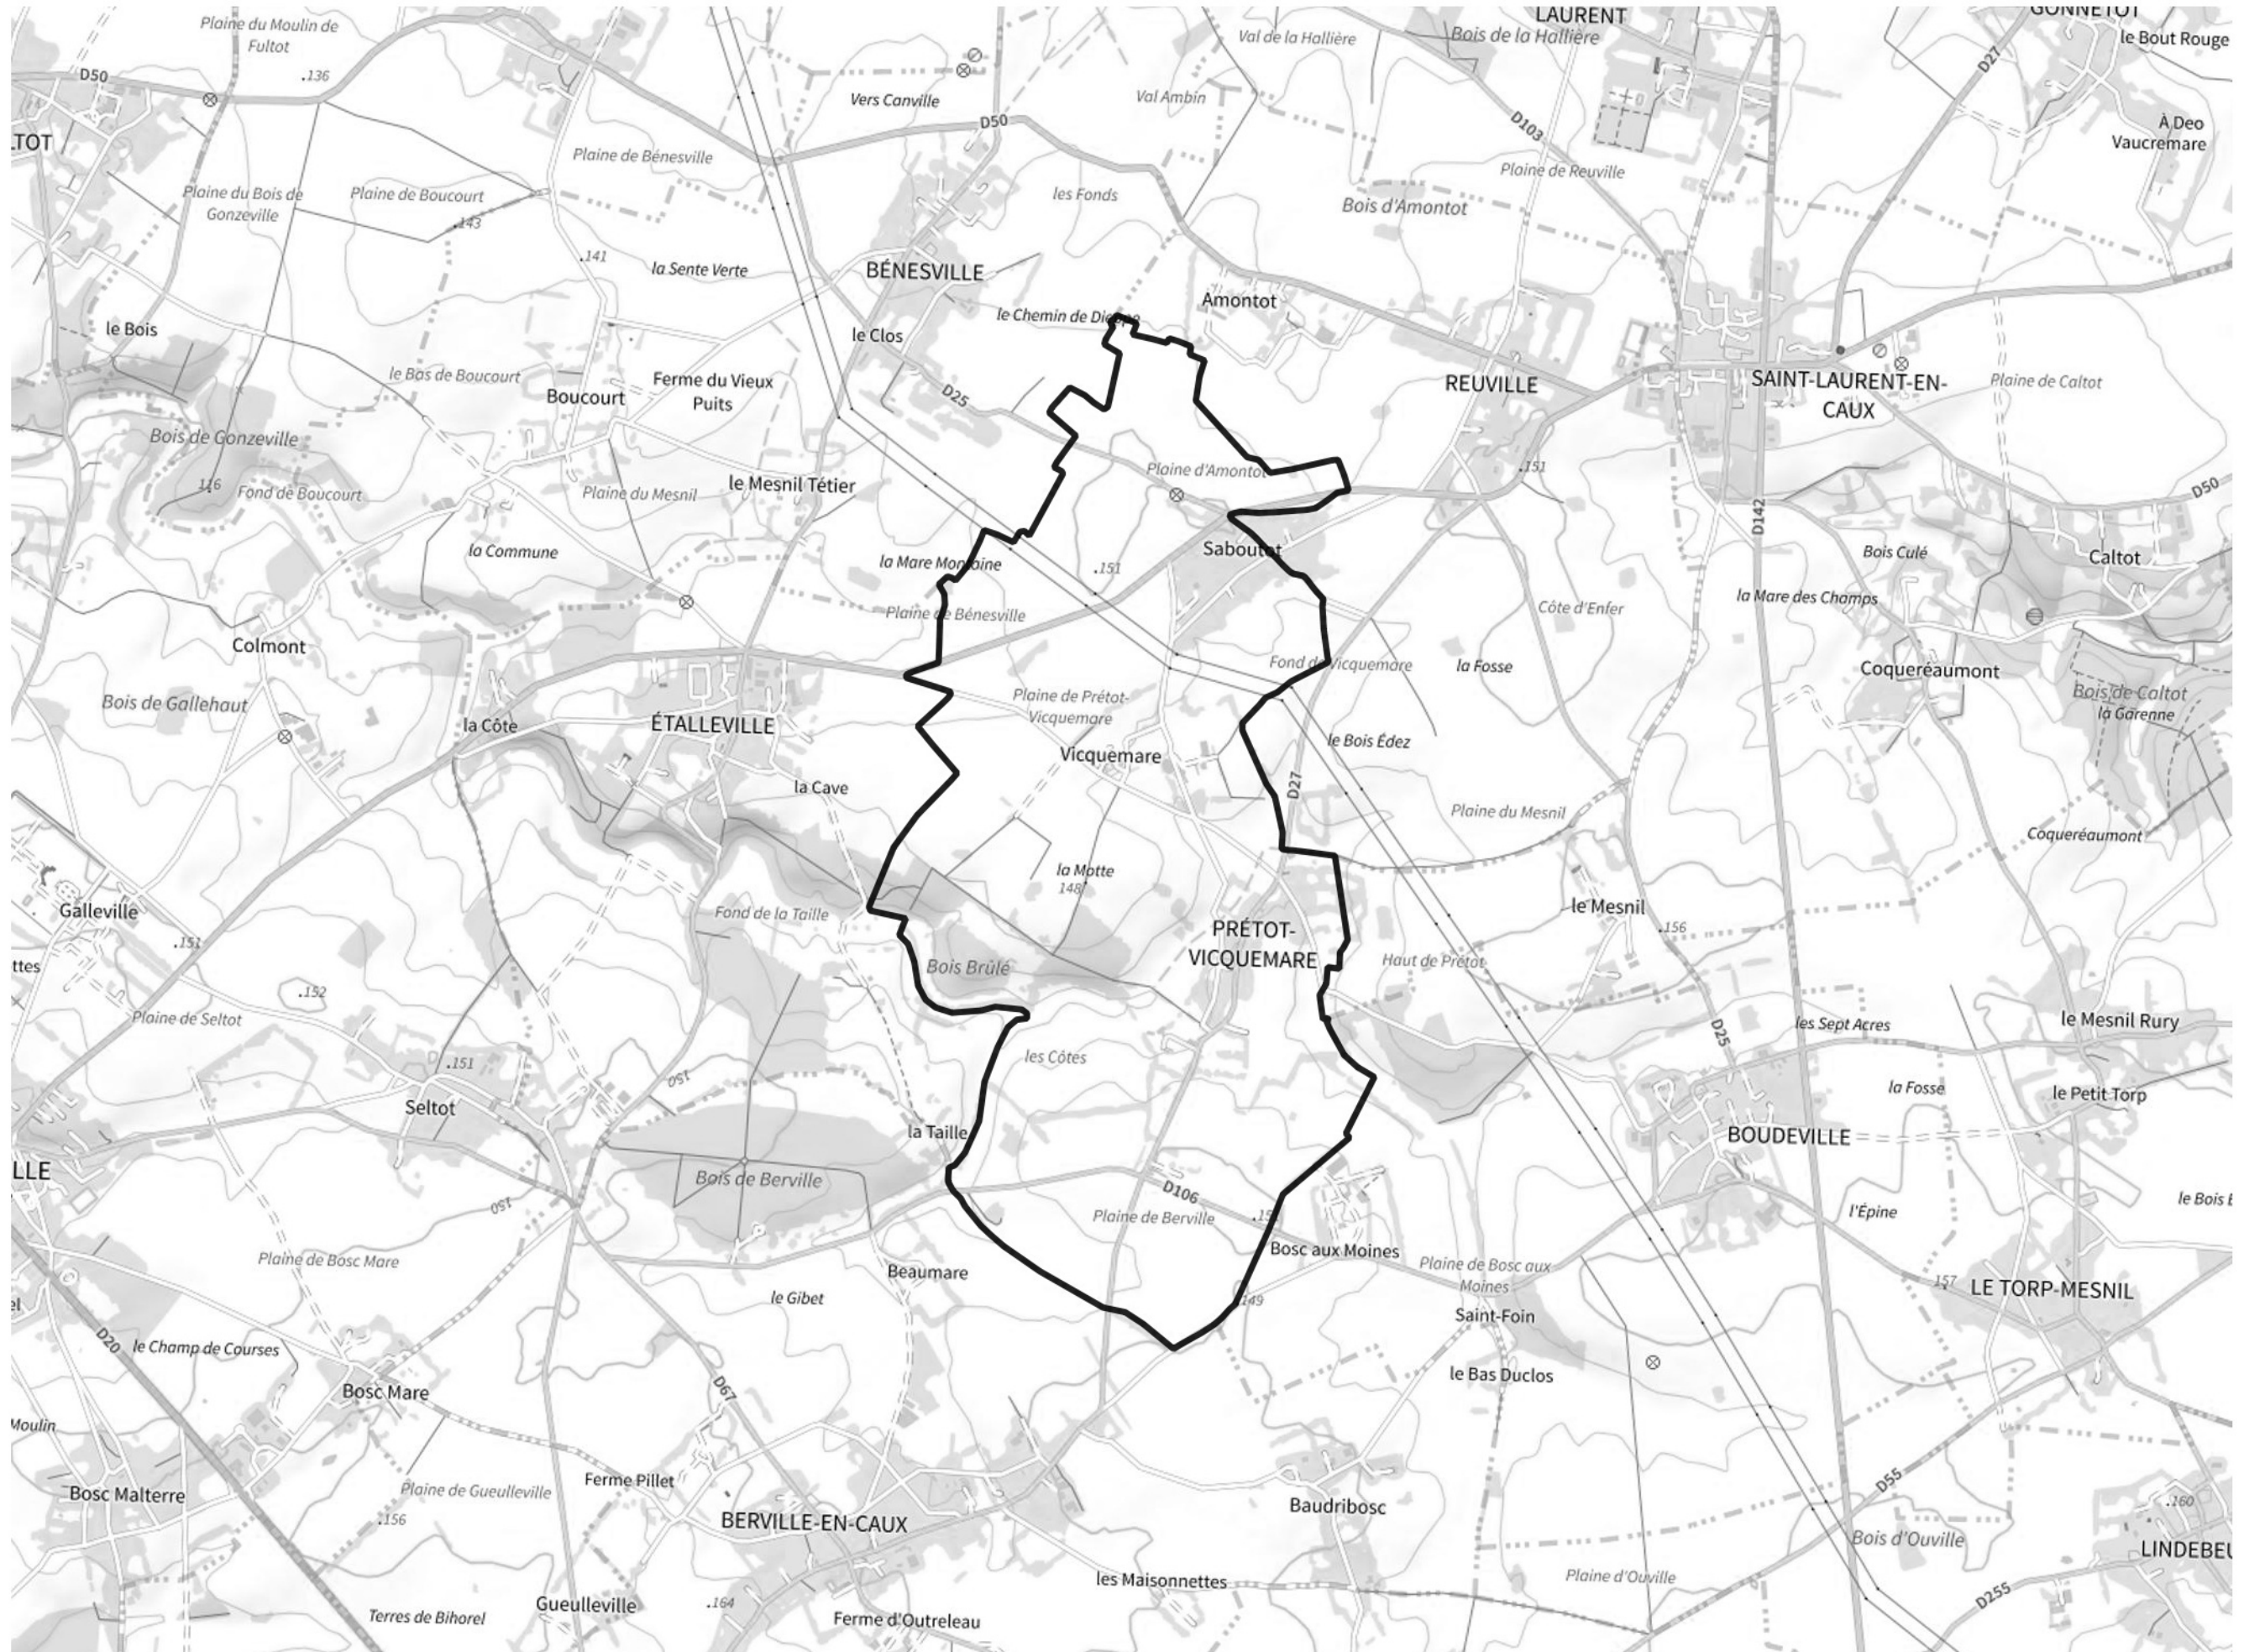 LAURENT
GONNETOT
Plaine du Moulin de
Fultot
Val de la Hallière
Bois de la Hallière
le Bout Rouge
D27
D50
.136
Vers Canville
Val Ambin
D50
D103
À Deo
Vaucremare
Plaine de Bénesville
Plaine de Reuville
Plaine du Bois de
Gonzeville
Plaine de Boucourt
les Fonds
Bois d'Amontot
.143
.141
la Sente Verte
BÉNESVILLE
Amontot
le Bois
le Clos
le Chemin de Dieppe
le Bas de Boucourt
Ferme du Vieux
Puits
Boucourt
D25
REUVILLE
SAINT-LAURENT-EN-
CAUX
Plaine de Caltot
Bois de Gonzeville
116
Fond de Boucourt
Plaine du Mesnil
le Mesnil Tétier
Plaine d'Amontot
.151
D142
D50
la Commune
la Mare Montaine
.151
Saboutot
Bois Culé
Caltot
Plaine de Bénesville
Côte d'Enfer
la Mare des Champs
Colmont
Fond de Vicquemare
la Fosse
Coqueréaumont
Bois de Gallehaut
la Côte
ÉTALLEVILLE
Plaine de Prétot-
Vicquemare
Bois de Caltot
la Garenne
Vicquemare
le Bois Édez
la Cave
D27
Plaine du Mesnil
Coqueréaumont
la Motte
148
Galleville
.151
Fond de la Taille
PRÉTOT-
VICQUEMARE
le Mesnil
.156
Bois Brûlé
Haut de Prétot
ttes
.152
Plaine de Seltot
les Sept Acres
le Mesnil Rury
D25
les Côtes
.151
150
Seltot
la Fosse
le Petit Torp
la Taille
BOUDEVILLE
LLE
Bois de Berville
D106
150
Plaine de Berville
l'Épine
Bosc aux Moines
Plaine de Bosc aux
Moines
Plaine de Bosc Mare
Beaumare
157
LE TORP-MESNIL
le Gibet
149
Saint-Foin
D20
le Champ de Courses
Bosc Mare
D67
le Bas Duclos
Moulin
Bosc Malterre
Ferme Pillet
Plaine de Gueulleville
.156
BERVILLE-EN-CAUX
Baudribosc
D55
.160
Bois d'Ouville
LINDEBEU
les Maisonnettes
Plaine d'Ouville
Gueulleville
.164
Terres de Bihorel
Ferme d'Outreleau
D255